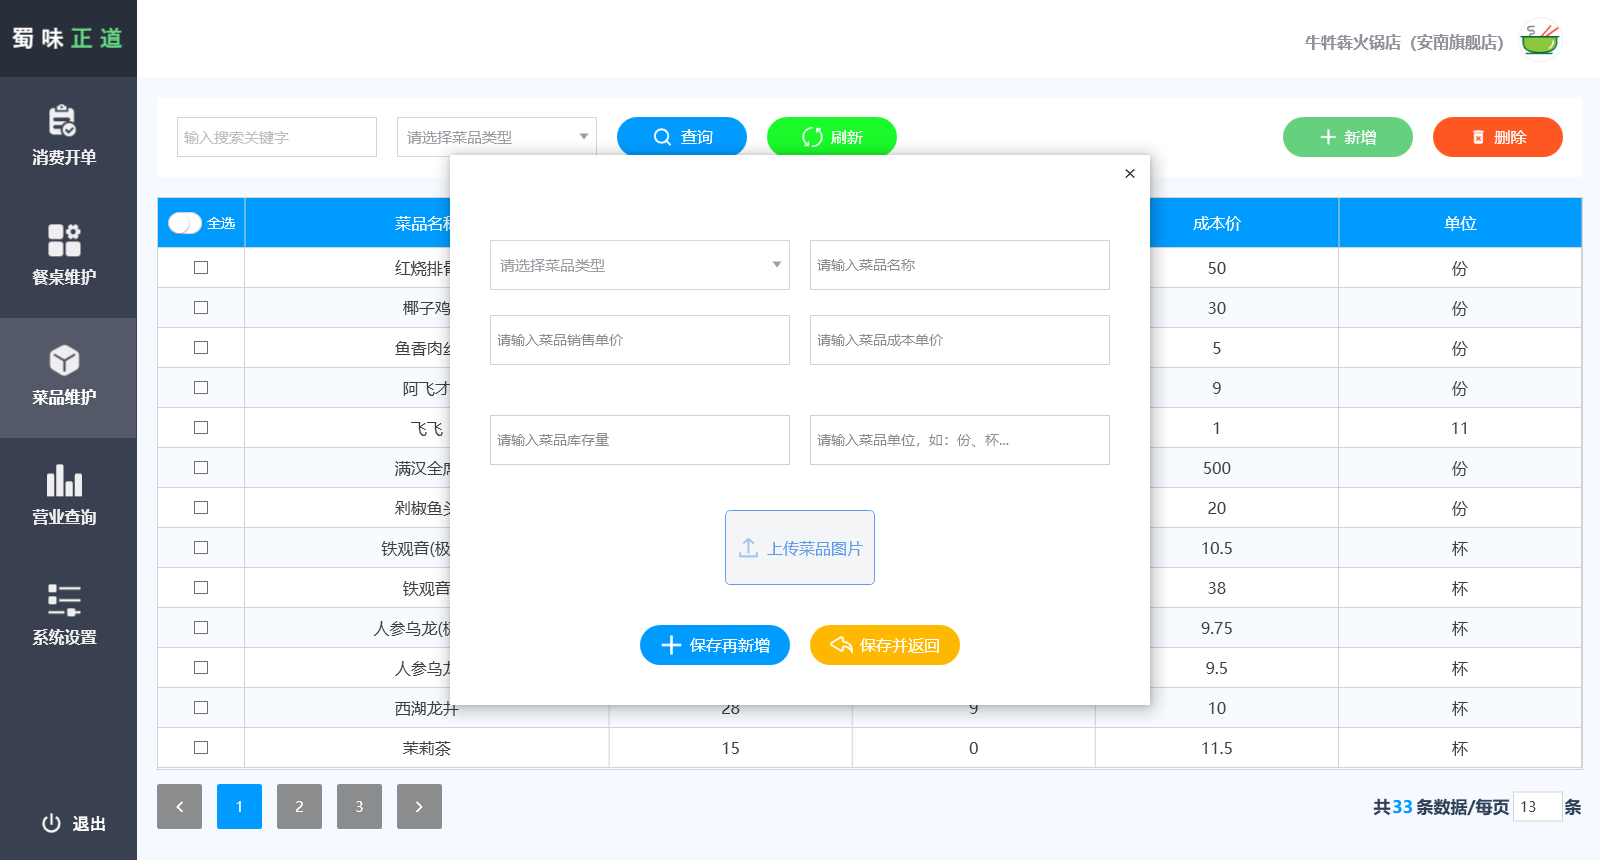 蜀味正道
牛牪犇火锅店（安南旗舰店）
消费开单
餐桌维护
菜品维护
营业查询
系统设置
退出
输入搜索关键字
请选择菜品类型
查询
刷新
新增
删除
全选
菜品名称
成本价
单位
×
请选择菜品类型
请输入菜品名称
请输入菜品销售单价
请输入菜品成本单价
请输入菜品库存量
请输入菜品单位，如：份、杯...
上传菜品图片
保存再新增
保存并返回
红烧排骨 50 份
椰子鸡 30 份
鱼香肉丝 5 份
阿飞才 9 份
飞飞 1 11
满汉全席 500 份
剁椒鱼头 20 份
铁观音(极 10.5 杯
铁观音 38 杯
人参乌龙(极 9.75 杯
人参乌龙 9.5 杯
西湖龙井 28 9 10 杯
茉莉茶 15 0 11.5 杯
1 2 3
共33条数据/每页 13 条